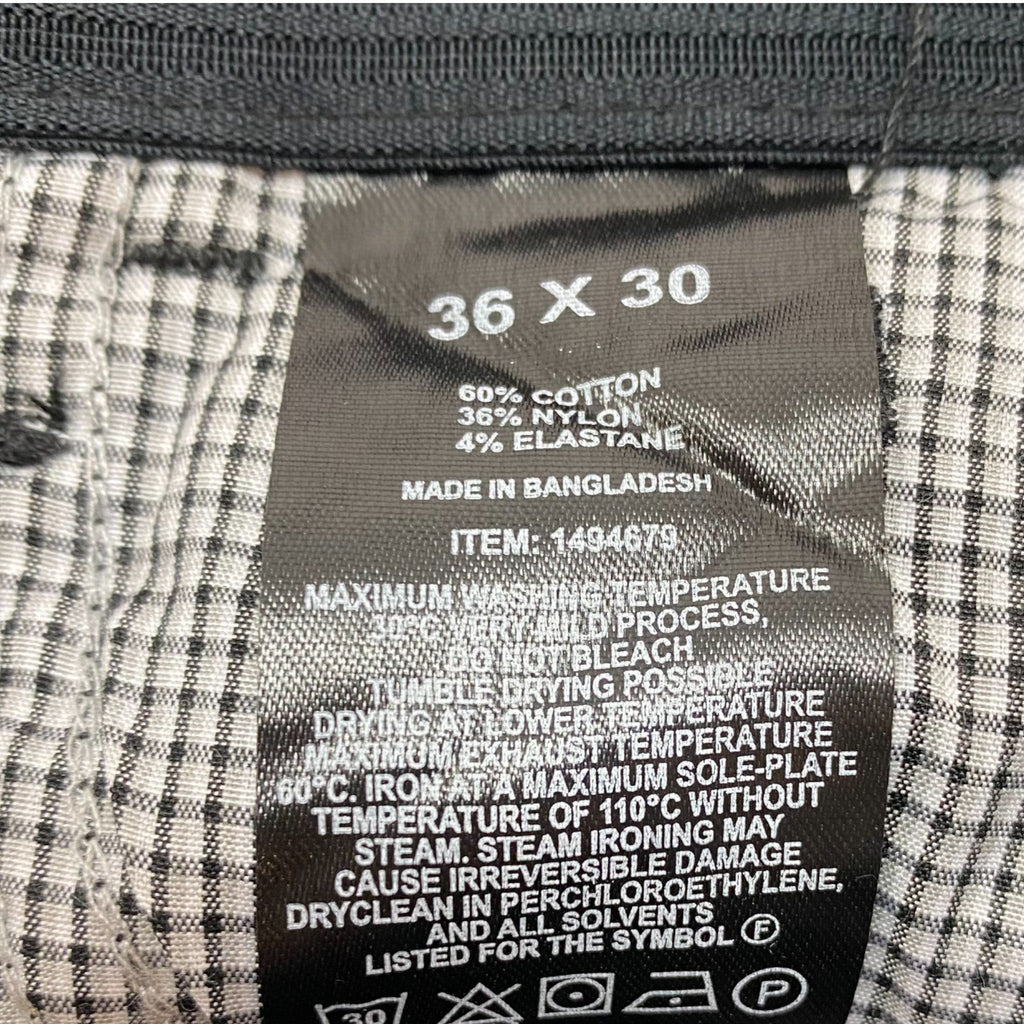 36 X 30
60% COTTON
36% NYLON
4% ELASTANE
MADE IN BANGLADESH
ITEM: 1494679
MAXIMUM WASHING TEMPERATURE
30°C VERY MILD PROCESS,
DO NOT BLEACH
TUMBLE DRYING POSSIBLE
DRYING AT LOWER TEMPERATURE
MAXIMUM EXHAUST TEMPERATURE
60°C. IRON AT A MAXIMUM SOLE-PLATE
TEMPERATURE OF 110°C WITHOUT
STEAM. STEAM IRONING MAY
CAUSE IRREVERSIBLE DAMAGE
DRYCLEAN IN PERCHLOROETHYLENE,
AND ALL SOLVENTS
LISTED FOR THE SYMBOL Ⓕ
30 P